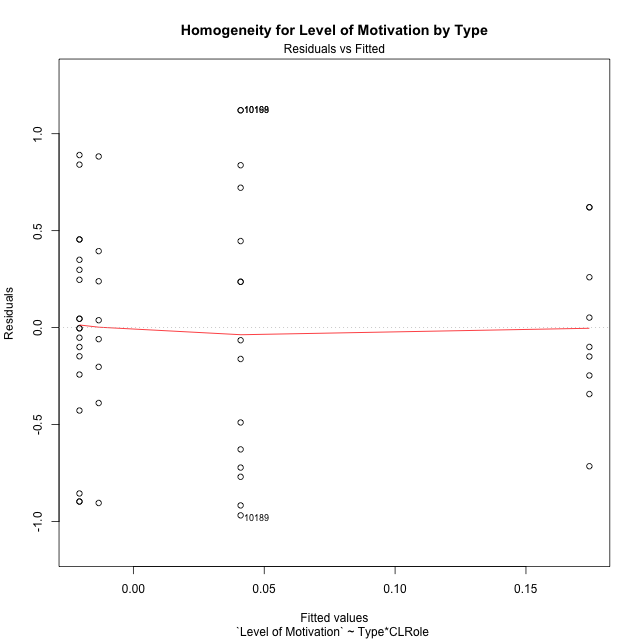 Homogeneity for Level of Motivation by Type
Residuals vs Fitted
1.0
0.5
0.0
-0.5
-1.0
Residuals
10189
0.00
0.05
0.10
0.15
Fitted values
`Level of Motivation` ~ Type*CLRole